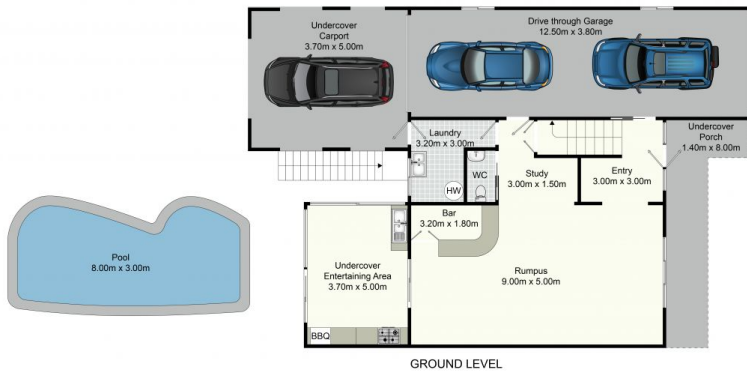 Undercover
Carport
3.70m x 5.00m
Drive through Garage
12.50m x 3.80m
Laundry
3.20m x 3.00m
Undercover
Porch
1.40m x 8.00m
WC
HW
Study
3.00m x 1.50m
Entry
3.00m x 3.00m
Bar
3.20m x 1.80m
Pool
8.00m x 3.00m
Undercover
Entertaining Area
3.70m x 5.00m
Rumpus
9.00m x 5.00m
BBQ
GROUND LEVEL